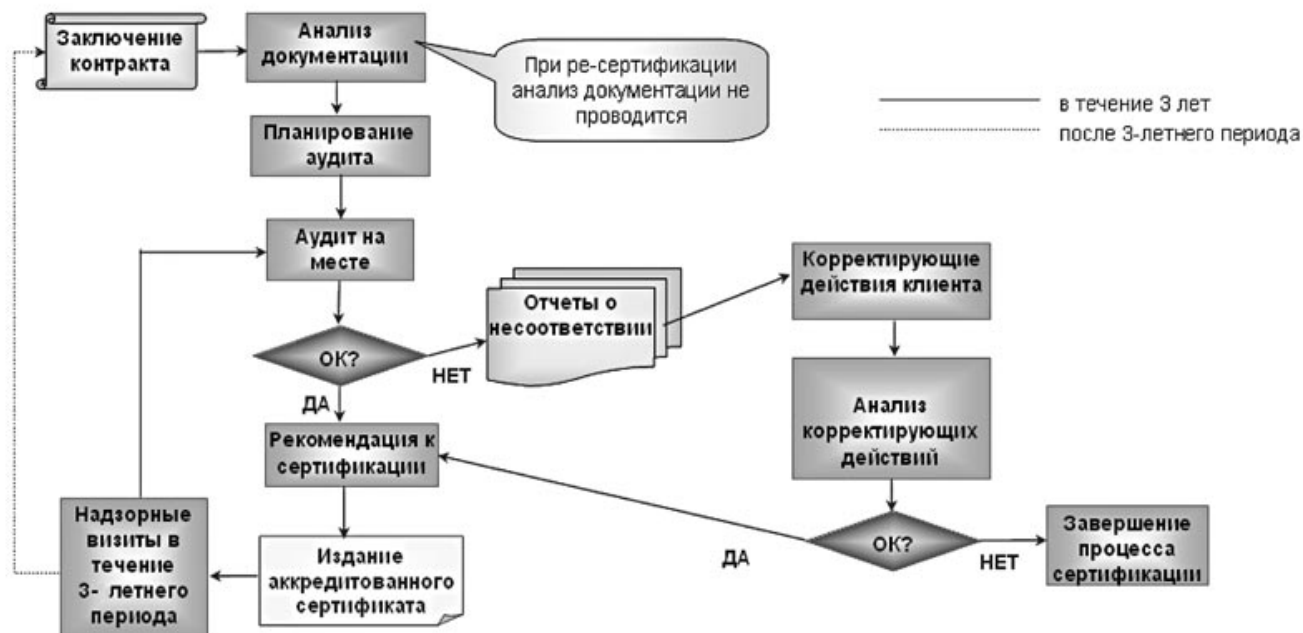 Заключение
контракта
Анализ
документации
При ре-сертификации
анализ документации не
проводится
в течение 3 лет
после 3-летнего периода
Планирование
аудита
Аудит на
месте
Отчеты о
несоответствии
Корректирующие
действия клиента
ОК?
НЕТ
ДА
Анализ
корректирующих
действий
Рекомендация к
сертификации
ОК?
ДА
НЕТ
Завершение
процесса
сертификации
Издание
аккредитованного
сертификата
Надзорные
визиты в
течение
3- летнего
периода